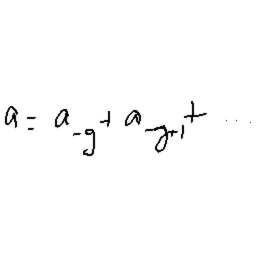 a = a_{-g} + a_{-g+1} + ...